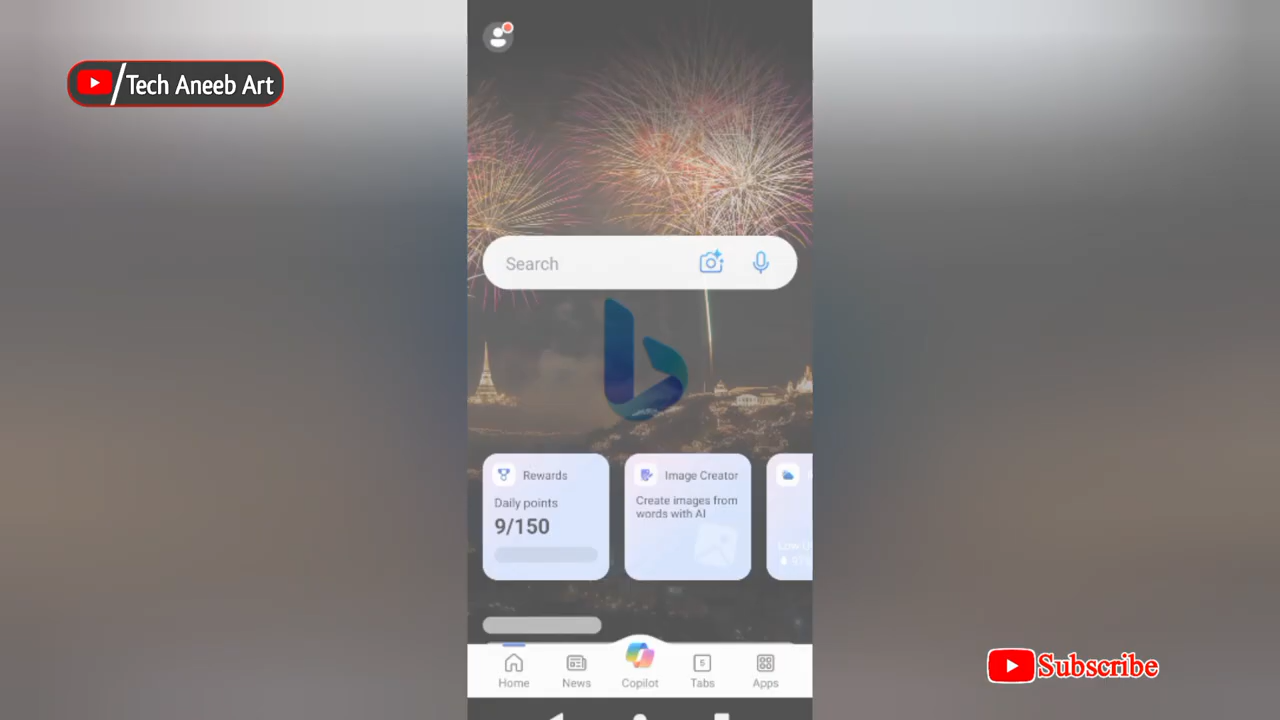 Tech Aneeb Art
Search
Rewards
Daily points
9/150
Image Creator
Create images from
words with AI
Low
5
Home
News
Copilot
Tabs
Apps
Subscribe